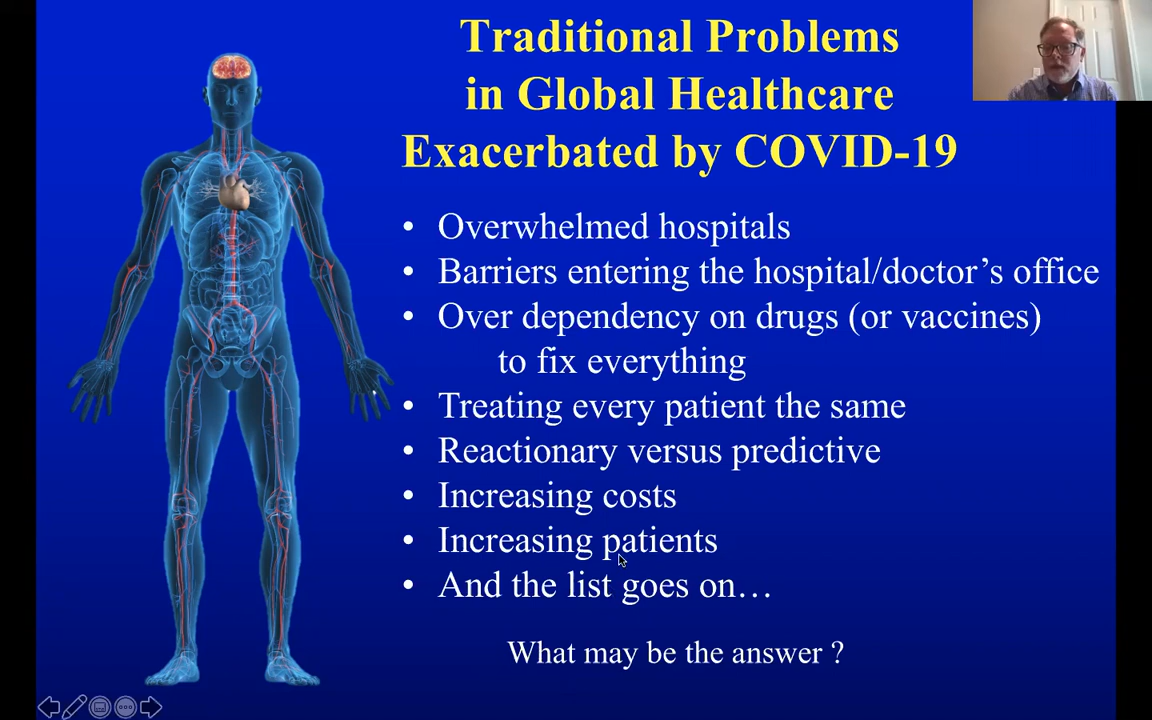 Traditional Problems
in Global Healthcare
Exacerbated by COVID-19
• Overwhelmed hospitals
• Barriers entering the hospital/doctor’s office
• Over dependency on drugs (or vaccines)
to fix everything
• Treating every patient the same
• Reactionary versus predictive
• Increasing costs
• Increasing patients
• And the list goes on…
What may be the answer ?